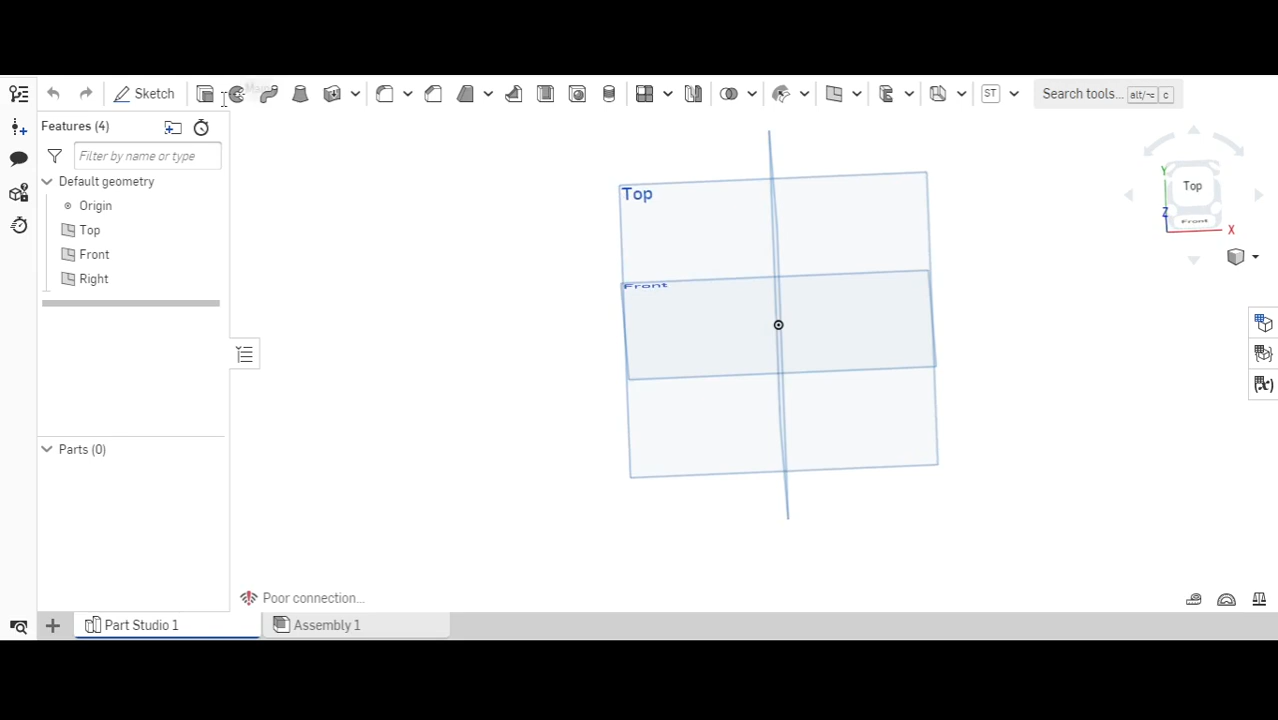 Sketch
ST
Search tools...
alt/⌥ c
Features (4)
Filter by name or type
Default geometry
Origin
Top
Front
Right
Parts (0)
Top
Front
Y
Top
Z
Front
X
(x)
Poor connection...
Part Studio 1
Assembly 1